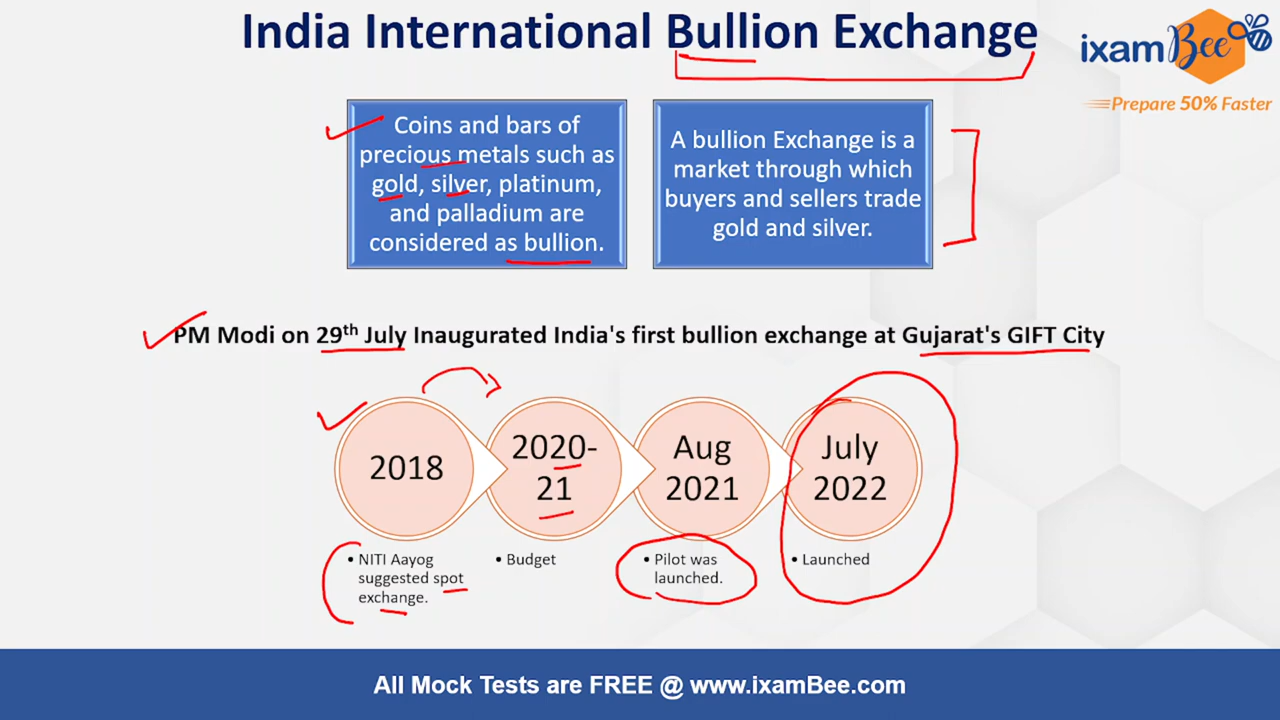 India International Bullion Exchange
ixamBee
Prepare 50% Faster
Coins and bars of
precious metals such as
gold, silver, platinum,
and palladium are
considered as bullion.
A bullion Exchange is a
market through which
buyers and sellers trade
gold and silver.
PM Modi on 29th July Inaugurated India's first bullion exchange at Gujarat's GIFT City
2018
• NITI Aayog
suggested spot
exchange.
2020-
21
• Budget
Aug
2021
• Pilot was
launched.
July
2022
• Launched
All Mock Tests are FREE @ www.ixamBee.com